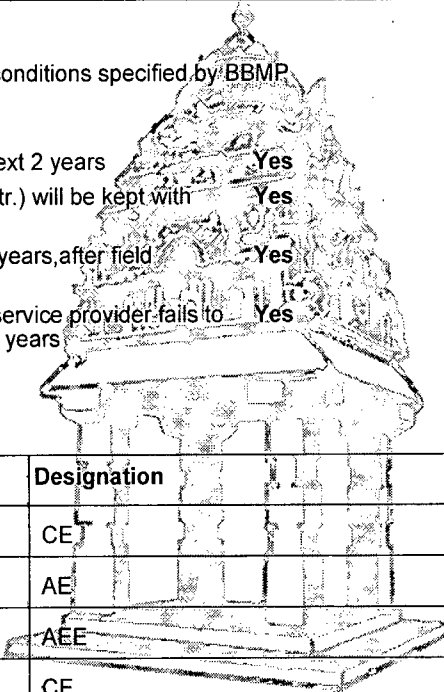 conditions specified by BBMP
ext 2 years Yes
tr.) will be kept with Yes
years,after field Yes
service provider fails to Yes
years
Designation
CE
AE
AEE
CE